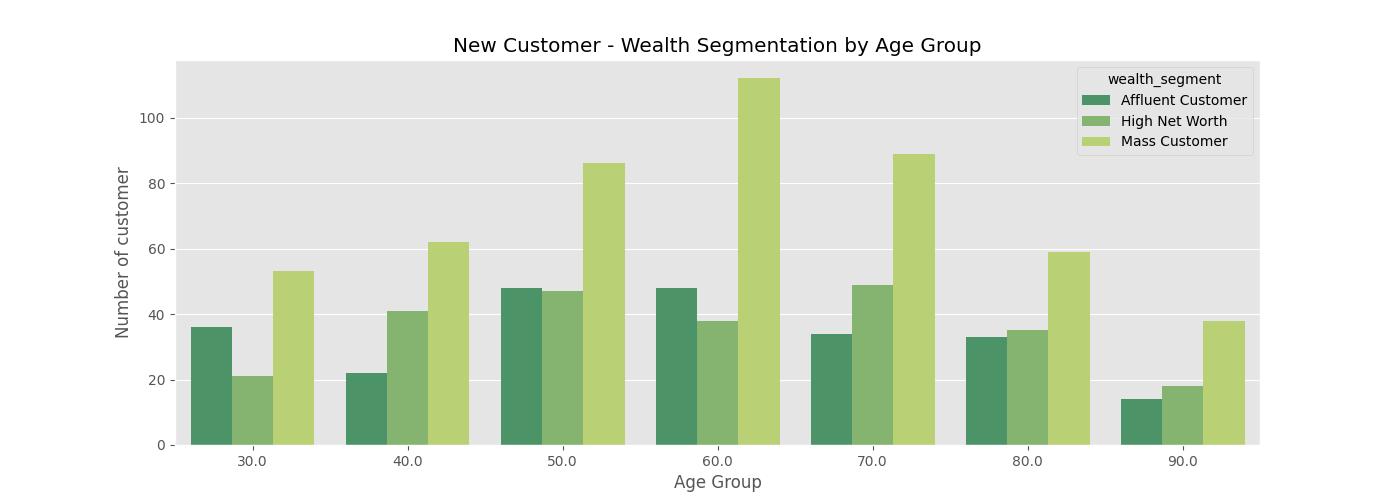 New Customer - Wealth Segmentation by Age Group
wealth_segment
Affluent Customer
High Net Worth
Mass Customer
Number of customer
100
80
60
40
20
0
30.0 40.0 50.0 60.0 70.0 80.0 90.0
Age Group